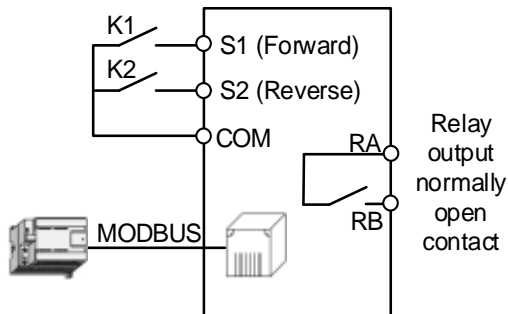 K1
S1 (Forward)
K2
S2 (Reverse)
COM
RA
RB
Relay
output
normally
open
contact
MODBUS